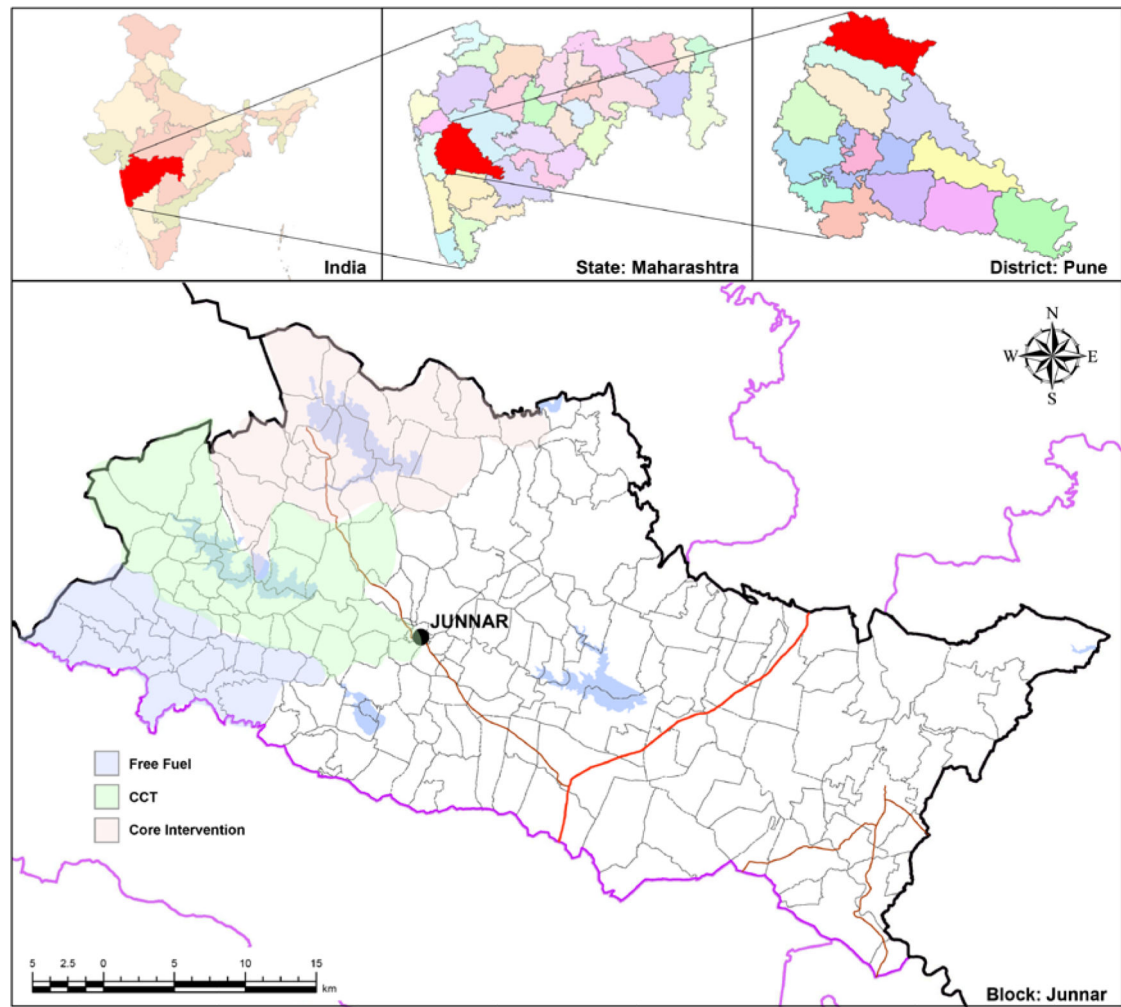 India
State: Maharashtra
District: Pune
N
W E
S
JUNNAR
Free Fuel
CCT
Core Intervention
5 2.5 0 5 10 15
km
Block: Junnar